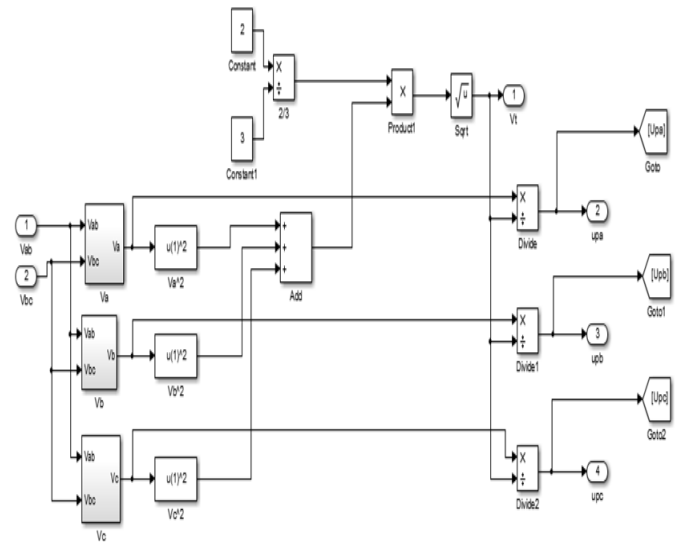 2
Constant
×
÷
2/3
3
Constant1
×
Product1
√u
Sqrt
1
Vt
[Upa]
Goto
1
Vab
2
Vbc
Vab
Vbc
Va
Va
u(1)^2
Va^2
+
+
+
Add
×
÷
Divide
2
upa
[Upb]
Goto1
Vab
Vbc
Vb
Vb
u(1)^2
Vb^2
×
÷
Divide1
3
upb
[Upc]
Goto2
Vab
Vbc
Vc
Vc
u(1)^2
Vc^2
×
÷
Divide2
4
upc